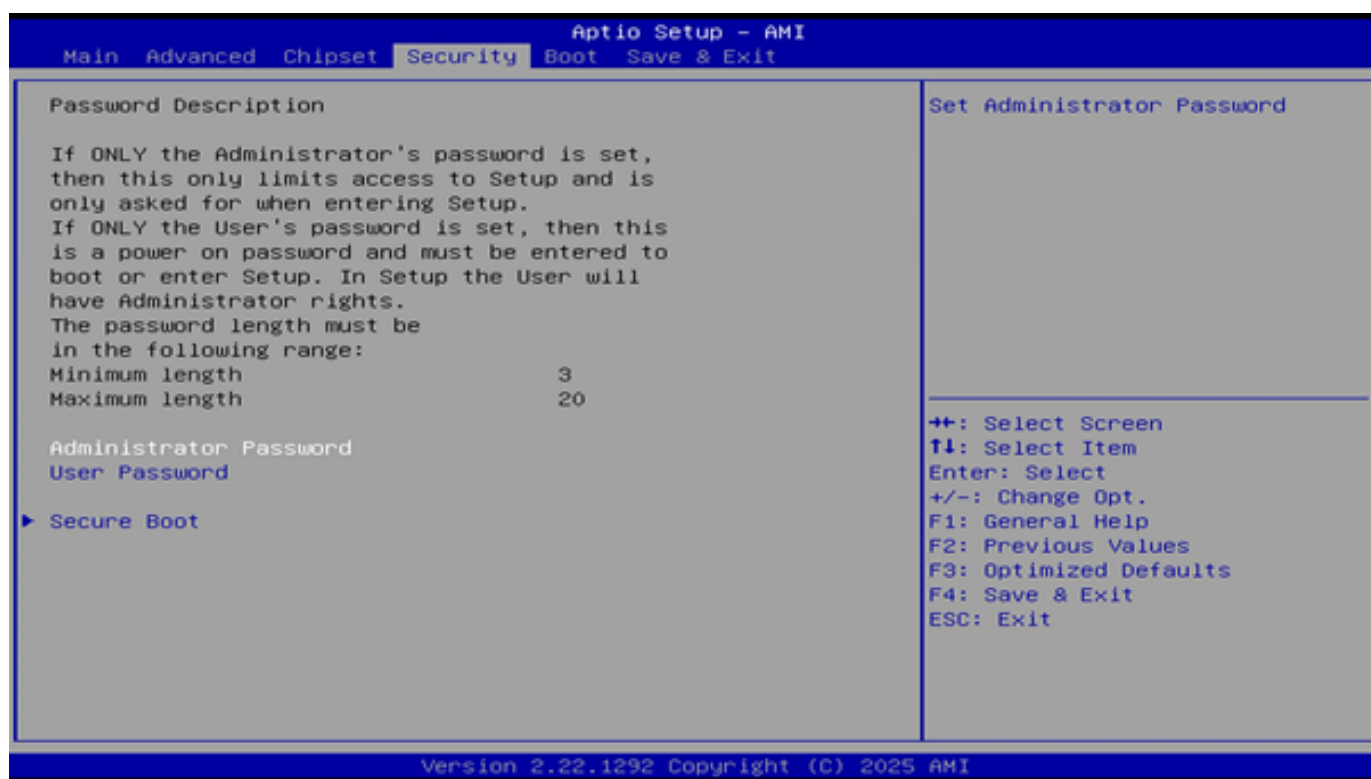 Aptio Setup – AMI
Main Advanced Chipset Security Boot Save & Exit
Password Description
If ONLY the Administrator's password is set,
then this only limits access to Setup and is
only asked for when entering Setup.
If ONLY the User's password is set, then this
is a power on password and must be entered to
boot or enter Setup. In Setup the User will
have Administrator rights.
The password length must be
in the following range:
Minimum length 3
Maximum length 20
Administrator Password
User Password
► Secure Boot
Set Administrator Password
→←: Select Screen
↑↓: Select Item
Enter: Select
+/-: Change Opt.
F1: General Help
F2: Previous Values
F3: Optimized Defaults
F4: Save & Exit
ESC: Exit
Version 2.22.1292 Copyright (C) 2025 AMI